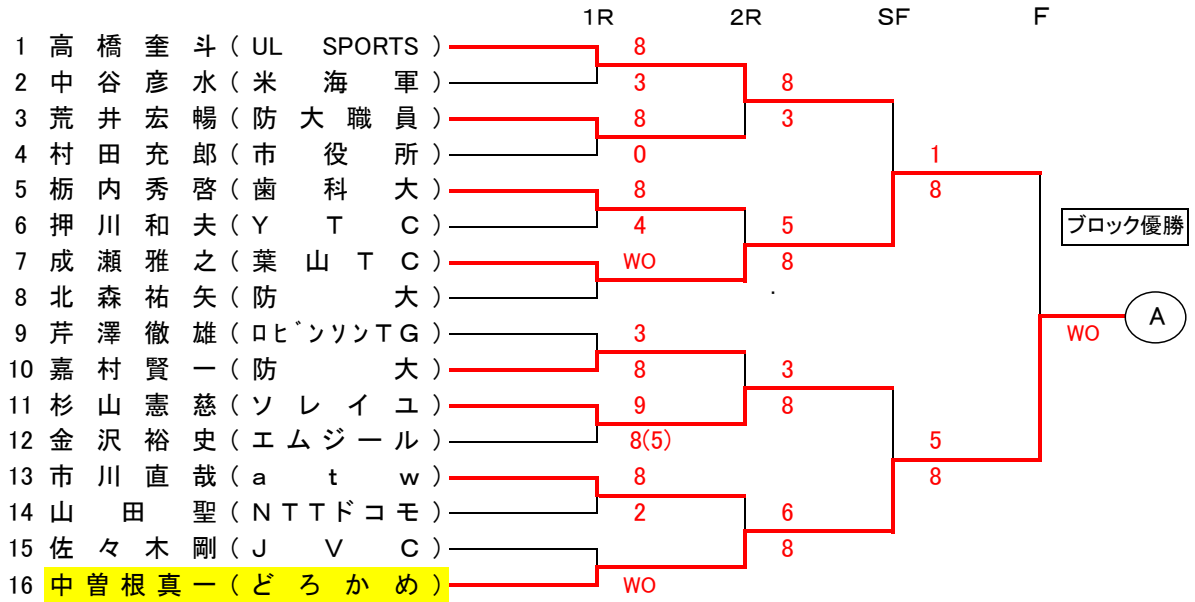 1R 2R SF F
1 高橋奎斗(UL SPORTS) 8
2 中谷彦水(米海軍) 3 8
3 荒井宏暢(防大職員) 8 3
4 村田充郎(市役所) 0 1
5 栃内秀啓(歯科大) 8 8
6 押川和夫(YTC) 4 5 ブロック優勝
7 成瀬雅之(葉山TC) WO 8
8 北森祐矢(防大)
9 芹澤徹雄(ロビンソンTG) 3 WO A
10 嘉村賢一(防大) 8 3
11 杉山憲慈(ソレイユ) 9 8
12 金沢裕史(エムジール) 8(5) 5
13 市川直哉(atw) 8 8
14 山田聖(NTTドコモ) 2 6
15 佐々木剛(JVC) 8
16 中曽根真一(どろかめ) WO